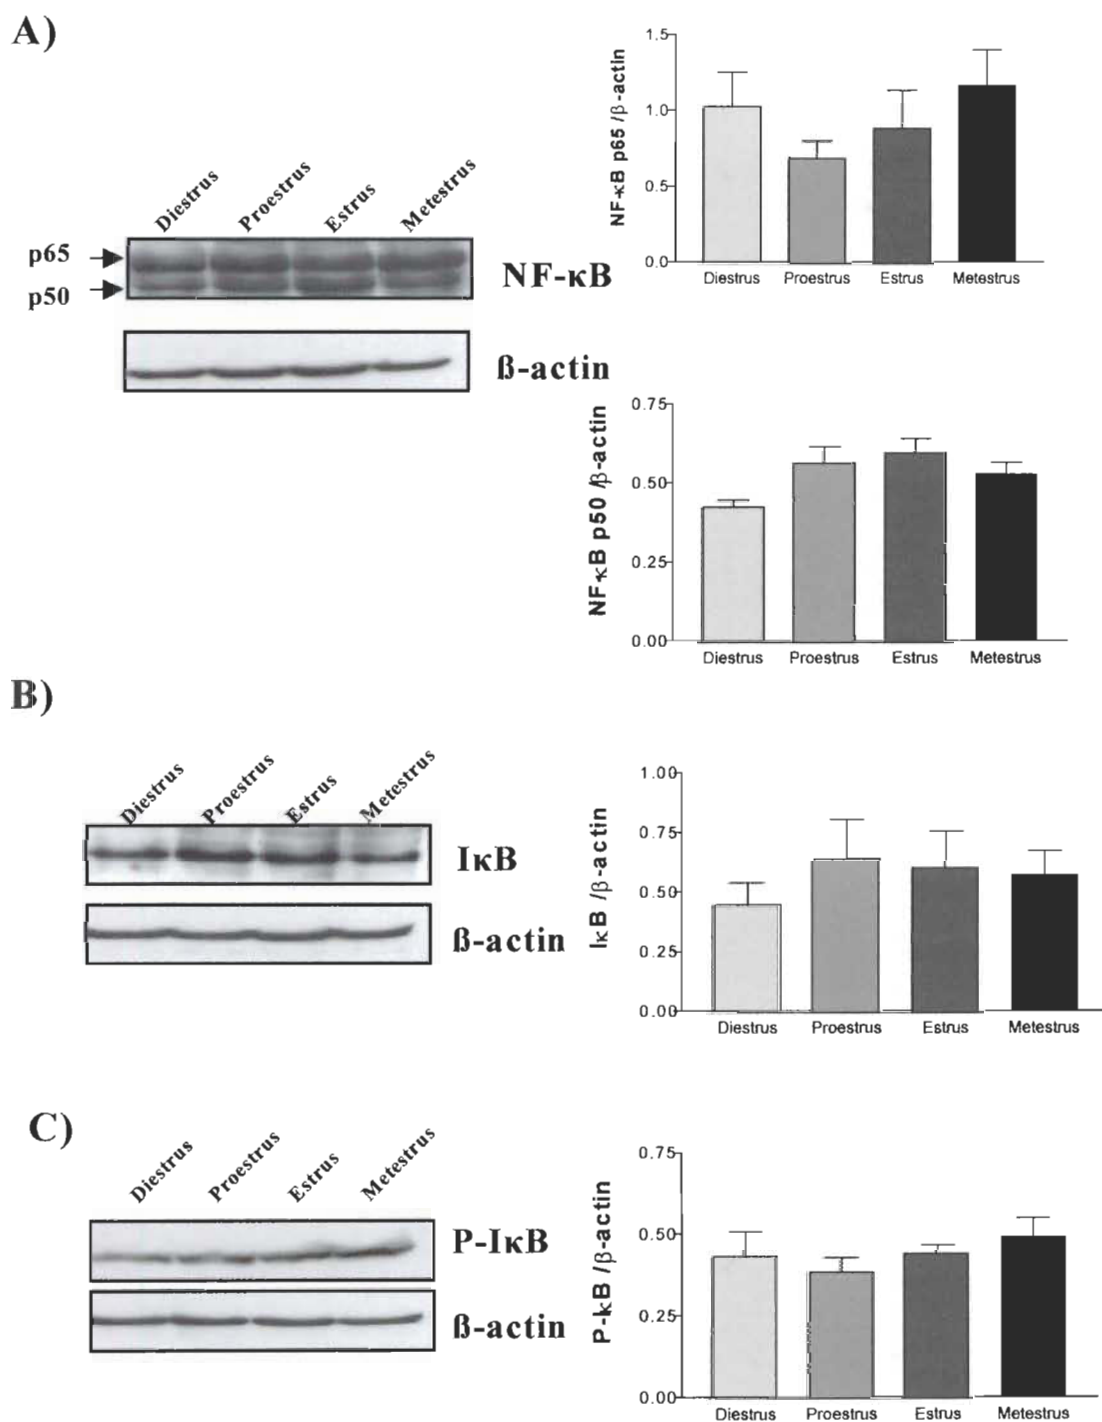 A)
Diestrus Proestrus Estrus Metestrus
p65
p50
NF-κB
ß-actin
NF-κB p65 /β-actin
1.5
1.0
0.5
0.0
Diestrus Proestrus Estrus Metestrus
NF-κB p50 /β-actin
0.75
0.50
0.25
0.00
Diestrus Proestrus Estrus Metestrus
B)
Diestrus Proestrus Estrus Metestrus
IκB
ß-actin
IκB /β-actin
1.00
0.75
0.50
0.25
0.00
Diestrus Proestrus Estrus Metestrus
C)
Diestrus Proestrus Estrus Metestrus
P-IκB
ß-actin
P-IκB /β-actin
0.75
0.50
0.25
0.00
Diestrus Proestrus Estrus Metestrus